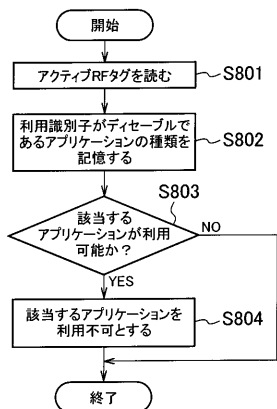 開始
アクティブRFタグを読む
S801
利用識別子がディセーブルで
あるアプリケーションの種類を
記憶する
S802
S803
該当する
アプリケーションが利用
可能か？
NO
YES
該当するアプリケーションを
利用不可とする
S804
終了